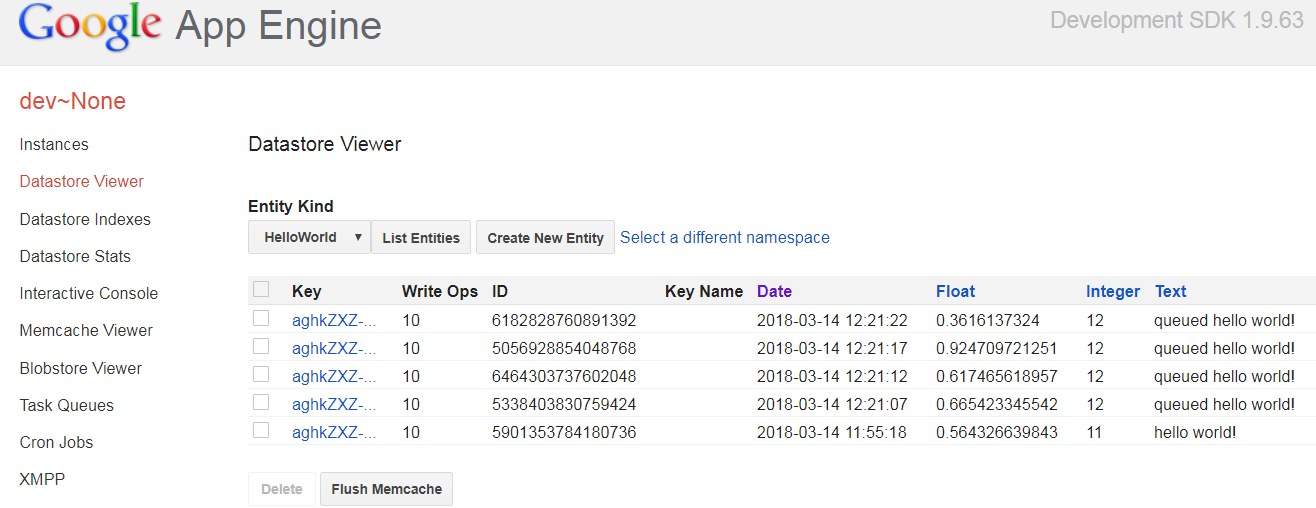 Google App Engine
Development SDK 1.9.63
dev~None
Instances
Datastore Viewer
Datastore Indexes
Datastore Stats
Interactive Console
Memcache Viewer
Blobstore Viewer
Task Queues
Cron Jobs
XMPP
Datastore Viewer
Entity Kind
HelloWorld ▼ List Entities Create New Entity Select a different namespace
Key Write Ops ID Key Name Date Float Integer Text
aghkZXZ-... 10 6182828760891392 2018-03-14 12:21:22 0.3616137324 12 queued hello world!
aghkZXZ-... 10 5056928854048768 2018-03-14 12:21:17 0.924709721251 12 queued hello world!
aghkZXZ-... 10 6464303737602048 2018-03-14 12:21:12 0.617465618957 12 queued hello world!
aghkZXZ-... 10 5338403830759424 2018-03-14 12:21:07 0.665423345542 12 queued hello world!
aghkZXZ-... 10 5901353784180736 2018-03-14 11:55:18 0.564326639843 11 hello world!
Delete Flush Memcache